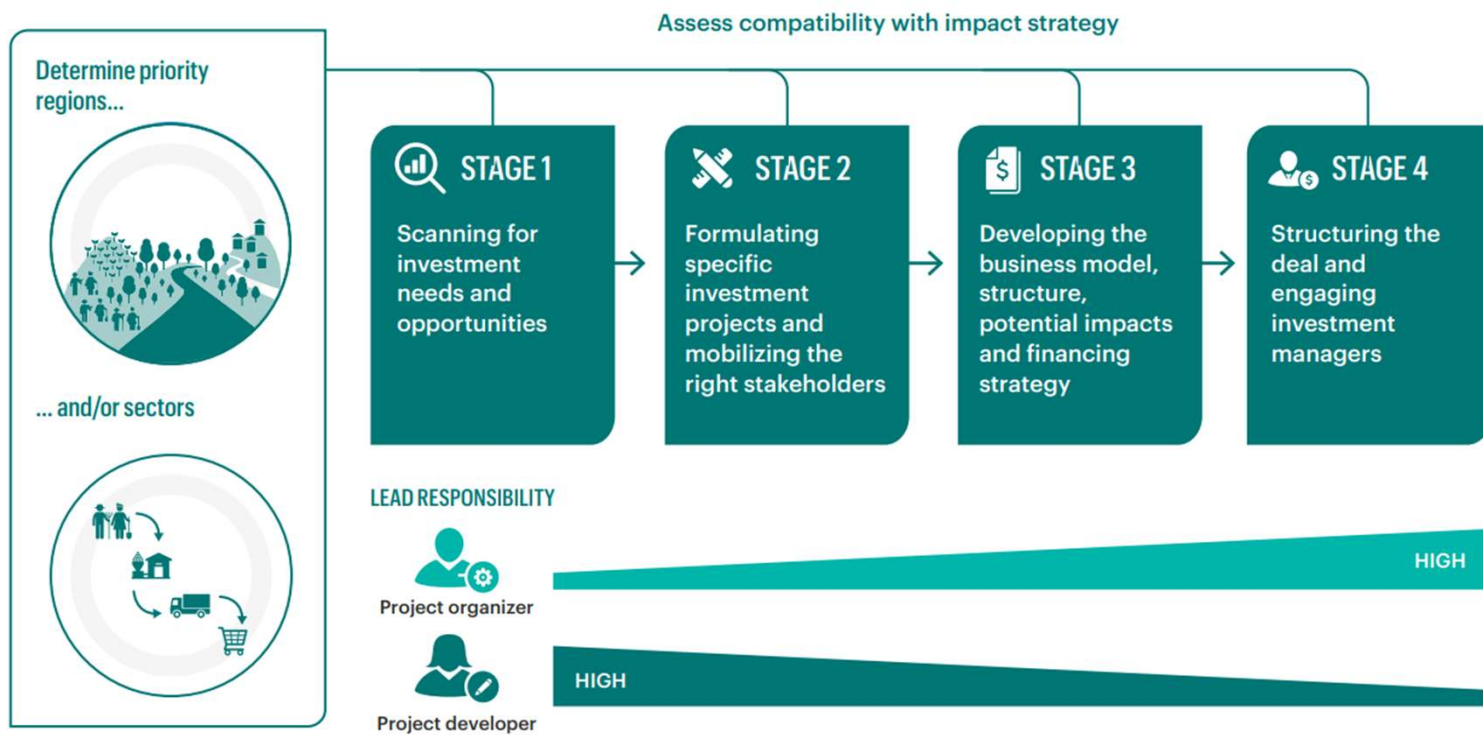 Assess compatibility with impact strategy
Determine priority
regions...
... and/or sectors
STAGE 1
Scanning for
investment
needs and
opportunities
STAGE 2
Formulating
specific
investment
projects and
mobilizing the
right stakeholders
STAGE 3
Developing the
business model,
structure,
potential impacts
and financing
strategy
STAGE 4
Structuring the
deal and
engaging
investment
managers
LEAD RESPONSIBILITY
Project organizer
HIGH
Project developer
HIGH